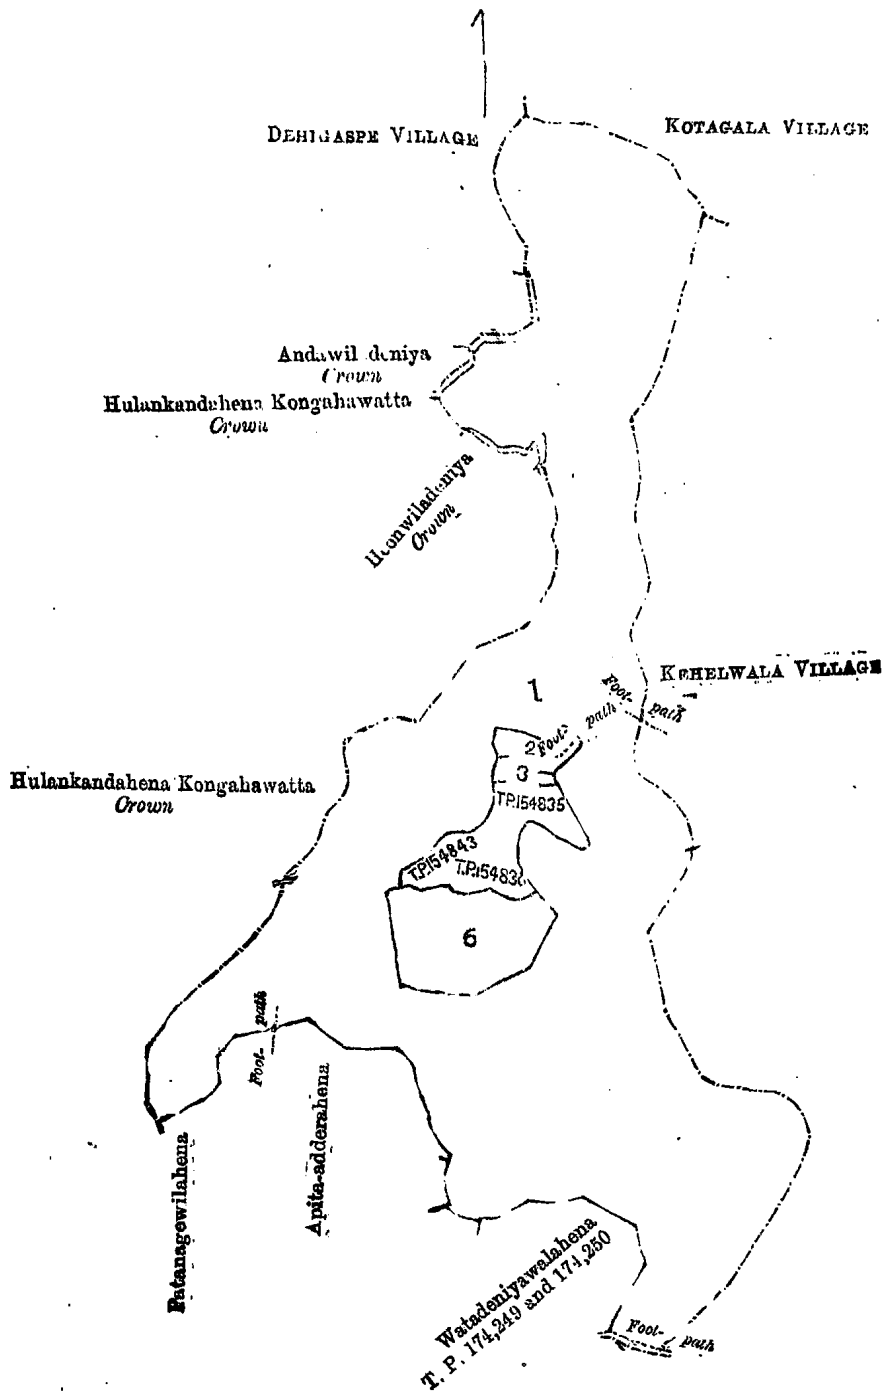 DEHIGASPE VILLAGE
KOTAGALA VILLAGE
deniya
Crown
Hulankandahena Kongahawatta
Crown
Crown
1
KEHELWALA VILLAGE
Foot-
path
Foot-
path
2
3
T.P.154835
Hulankandahena Kongahawatta
Crown
T.P.154843
6
Foot-
path
Patanagewilahena
Apita-adderahena
Watadeniyawalahena
T. P. 174,249 and 174,250
Foot-
path